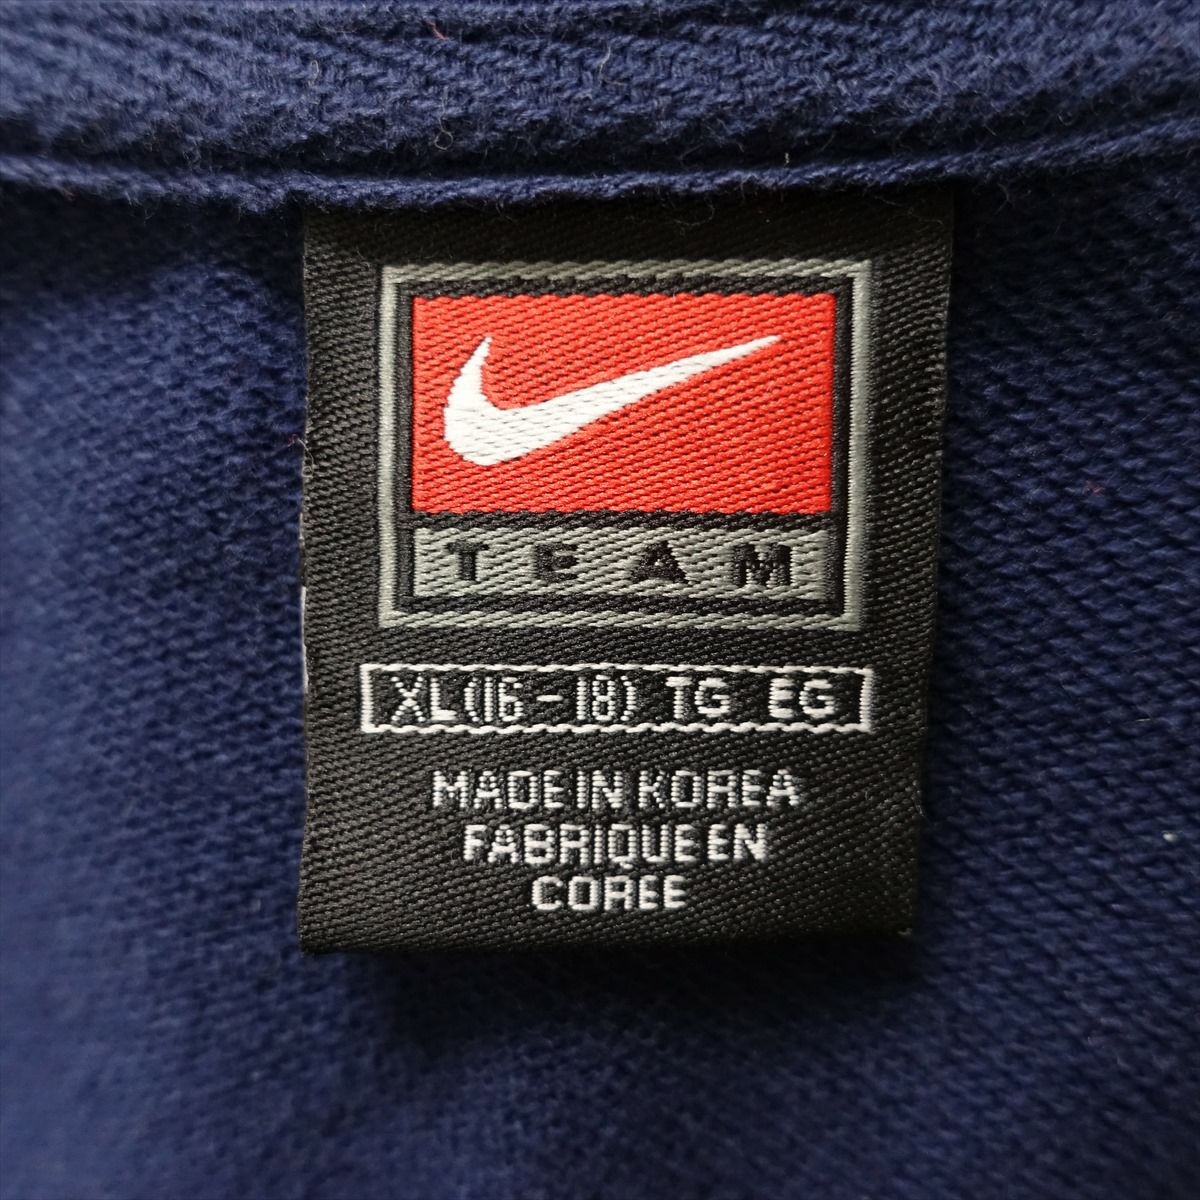 TEAM
XL(16-18) TG EG
MADE IN KOREA
FABRIQUE EN
COREE